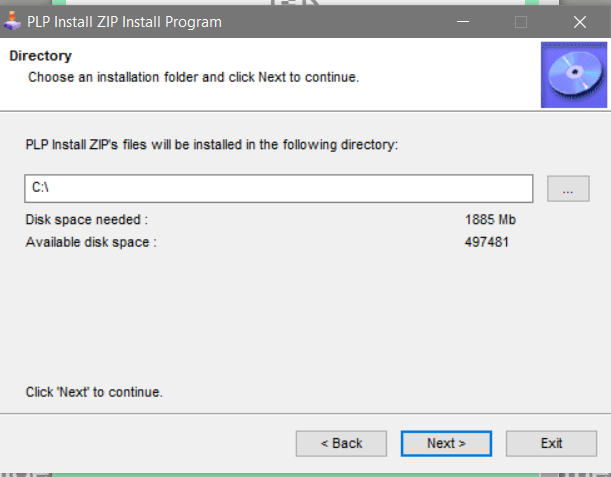 PLP Install ZIP Install Program
Directory
Choose an installation folder and click Next to continue.
PLP Install ZIP's files will be installed in the following directory:
C:\
...
Disk space needed : 1885 Mb
Available disk space : 497481
Click 'Next' to continue.
< Back Next > Exit